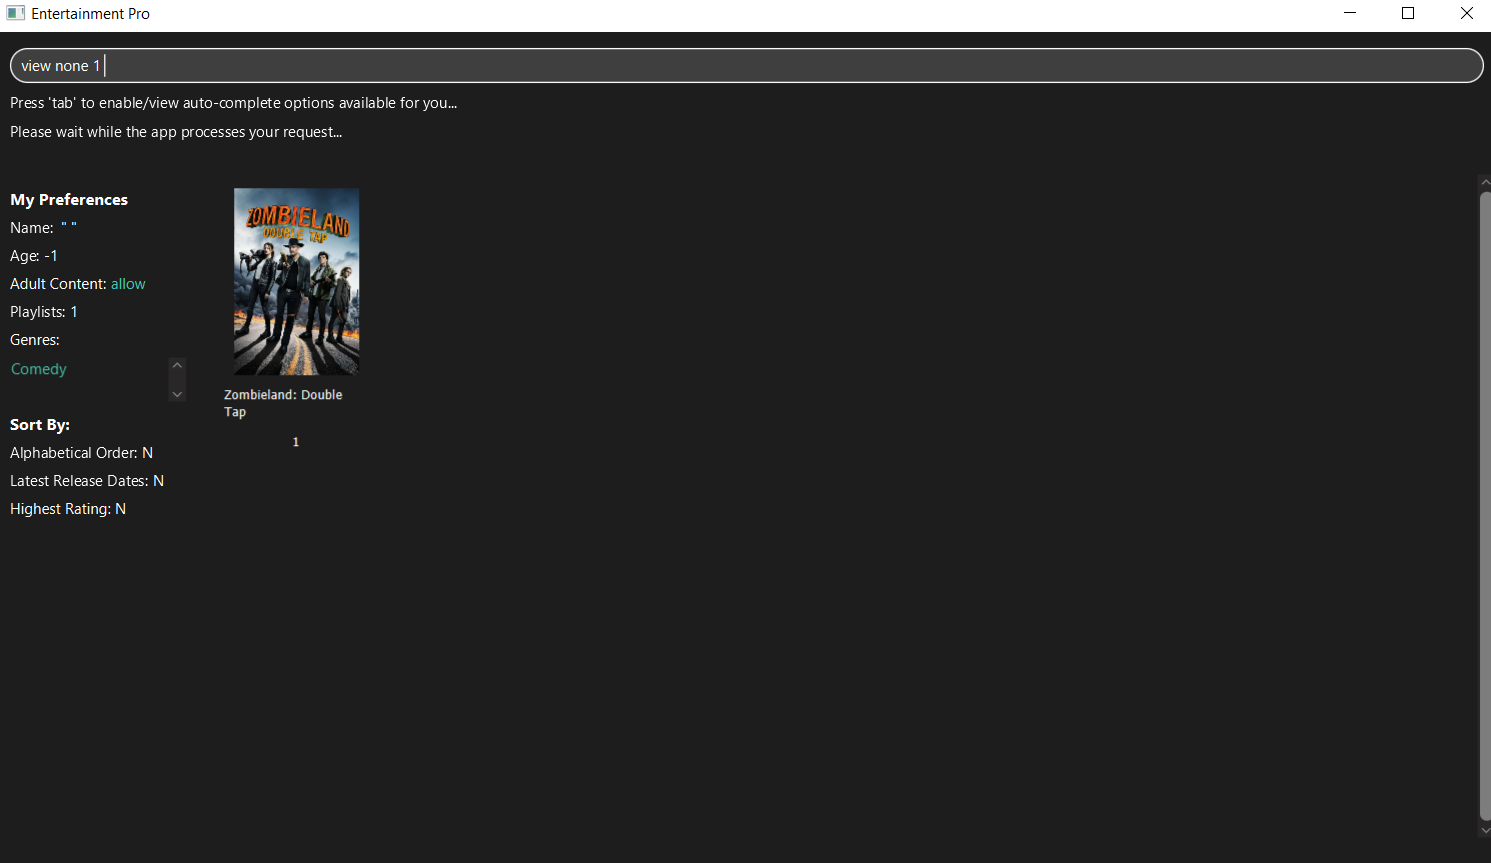 Entertainment Pro
view none 1
Press 'tab' to enable/view auto-complete options available for you...
Please wait while the app processes your request...
My Preferences
Name: " "
Age: -1
Adult Content: allow
Playlists: 1
Genres:
Comedy
Sort By:
Alphabetical Order: N
Latest Release Dates: N
Highest Rating: N
ZOMBIELAND
DOUBLE TAP
Zombieland: Double
Tap
1